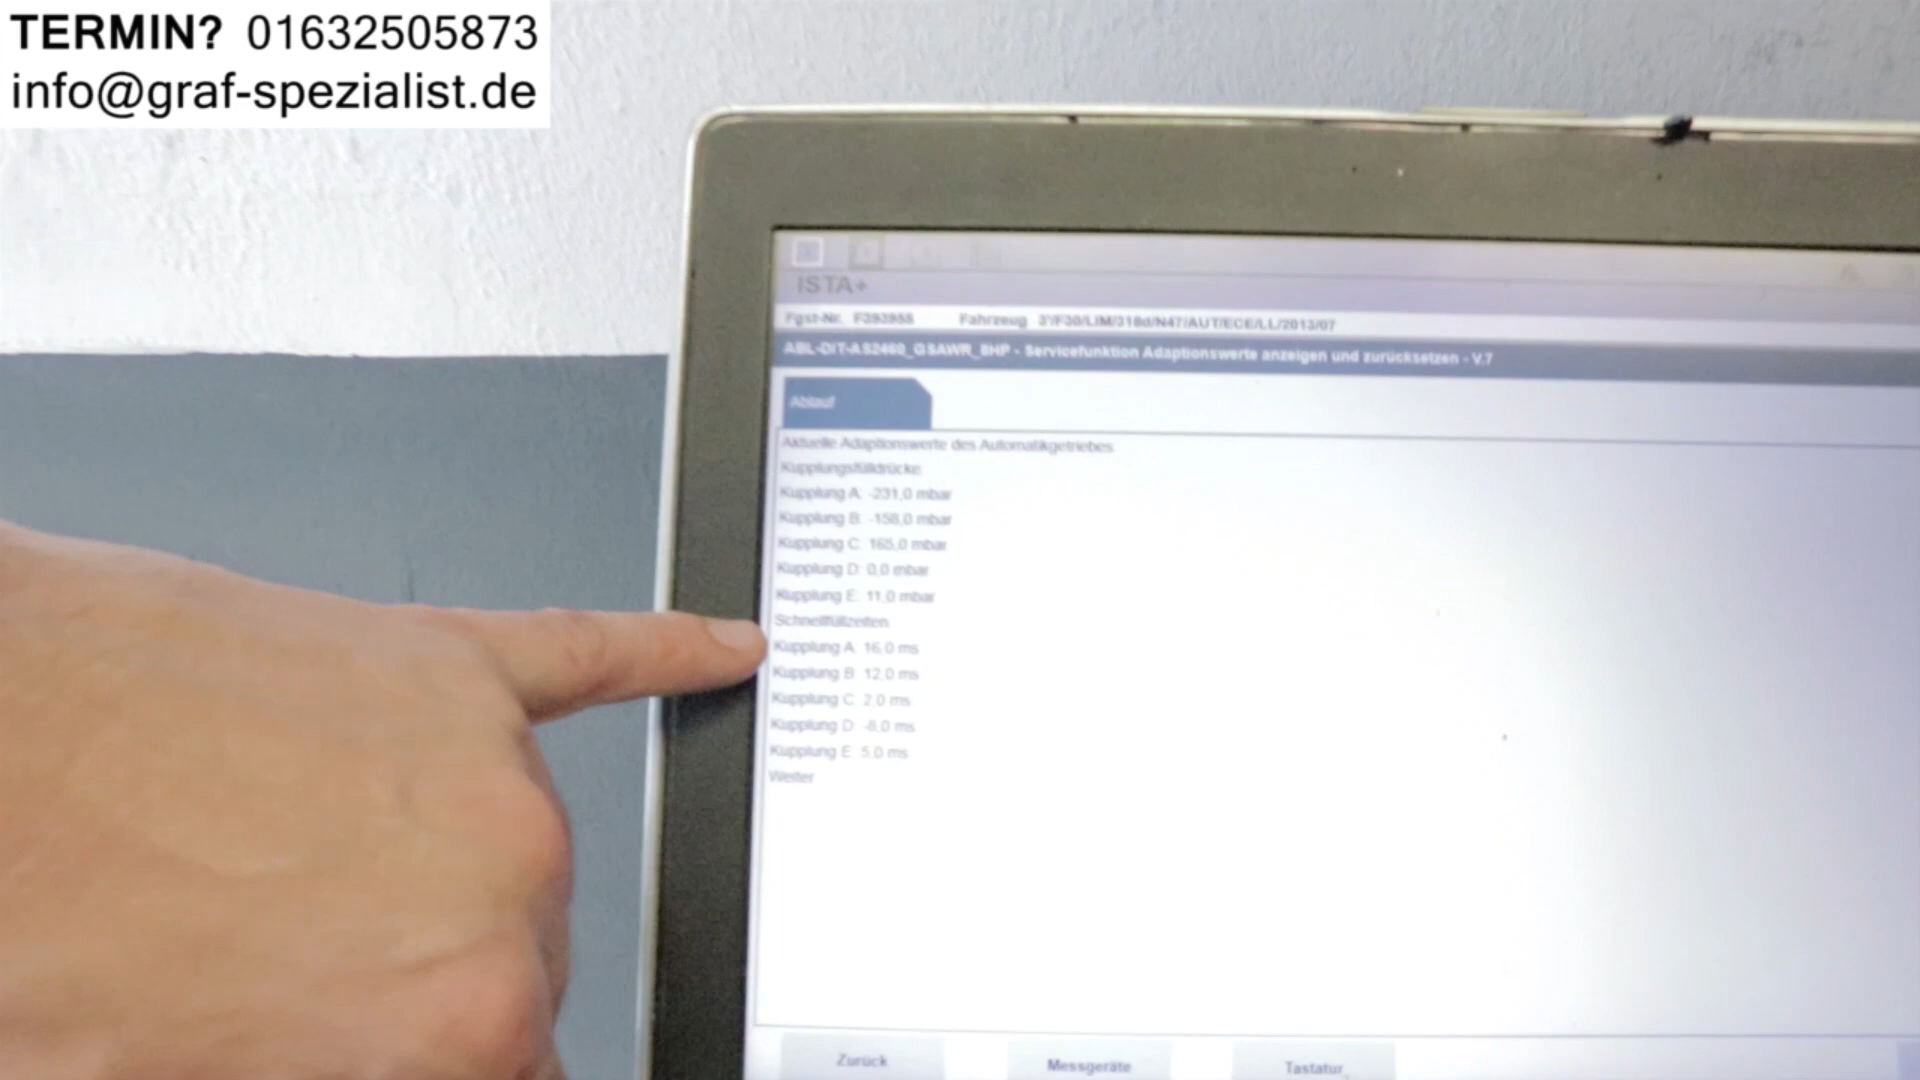 TERMIN? 01632505873
info@graf-spezialist.de
ISTA+
Fgst-Nr. F393955 Fahrzeug 3'/F30/LIM/318d/N47/AUT/ECE/LL/2013/07
ABL-DIT-AS2460_GSAWR_8HP - Servicefunktion Adaptionswerte anzeigen und zurücksetzen - V.7
Ablauf
Aktuelle Adaptionswerte des Automatikgetriebes
Kupplungsfülldrücke
Kupplung A: -231,0 mbar
Kupplung B: -158,0 mbar
Kupplung C: 165,0 mbar
Kupplung D: 0,0 mbar
Kupplung E: 11,0 mbar
Schnellfüllzeiten
Kupplung A: 16,0 ms
Kupplung B: 12,0 ms
Kupplung C: 2,0 ms
Kupplung D: -8,0 ms
Kupplung E: 5,0 ms
Weiter
Zurück
Messgeräte
Tastatur